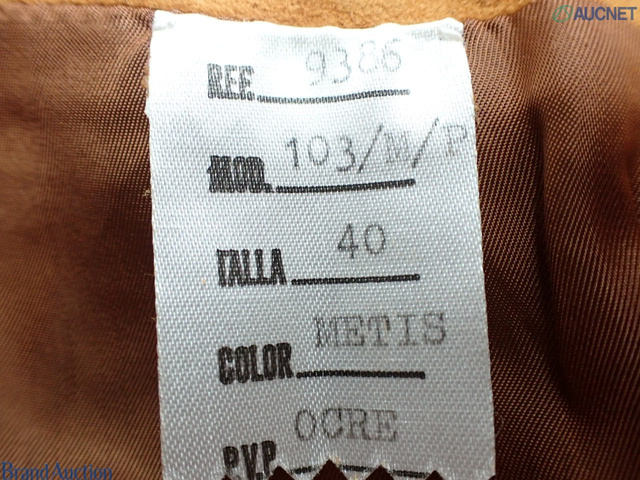 AUCNET
REF. 9386
MOD. 103/M/P
TALLA 40
COLOR METIS
P.V.P. OCRE
Brand Auction